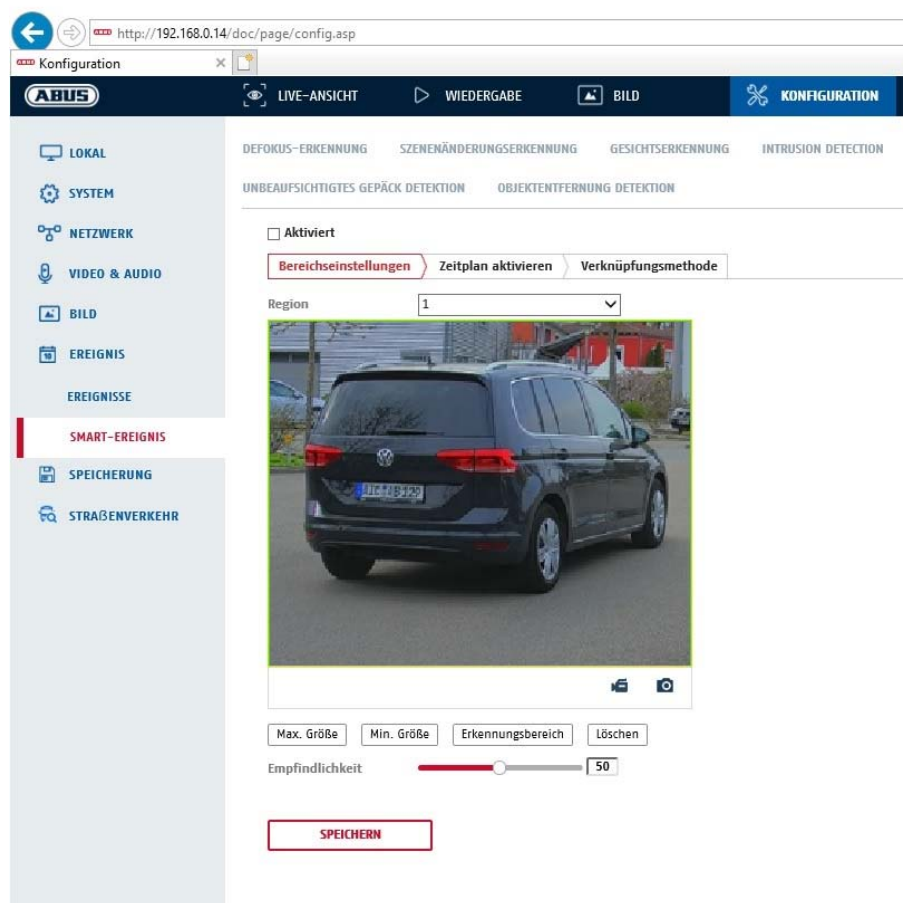 http://192.168.0.14/doc/page/config.asp
Konfiguration
ABUS
LIVE-ANSICHT
WIEDERGABE
BILD
KONFIGURATION
LOKAL
SYSTEM
NETZWERK
VIDEO & AUDIO
BILD
EREIGNIS
EREIGNISSE
SMART-EREIGNIS
SPEICHERUNG
STRAßENVERKEHR
DEFOKUS-ERKENNUNG
SZENENÄNDERUNGSERKENNUNG
GESICHTSERKENNUNG
INTRUSION DETECTION
UNBEAUFSICHTIGTES GEPÄCK DETEKTION
OBJEKTENTFERNUNG DETEKTION
Aktiviert
Bereichseinstellungen
Zeitplan aktivieren
Verknüpfungsmethode
Region
1
Max. Größe
Min. Größe
Erkennungsbereich
Löschen
Empfindlichkeit
50
SPEICHERN